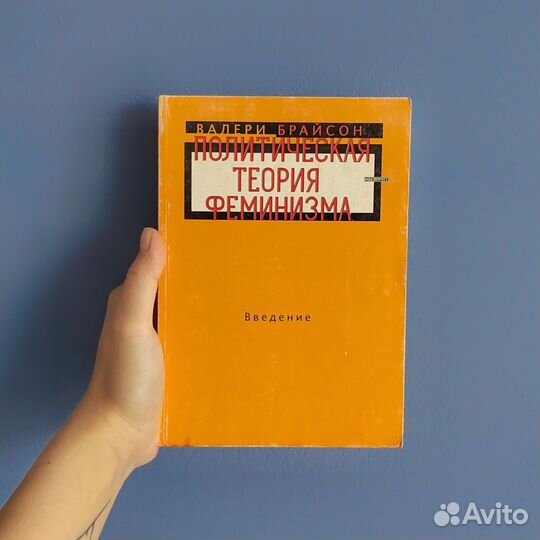 ВАЛЕРИ БРАЙСОН
ПОЛИТИЧЕСКАЯ
ТЕОРИЯ
ФЕМИНИЗМА
Введение
Avito